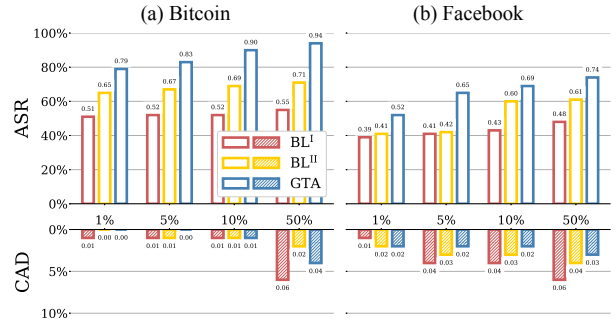 (a) Bitcoin (b) Facebook
100%
80%
60%
40%
20%
0%
ASR
0.51 0.65 0.79 0.52 0.67 0.83 0.52 0.69 0.90 0.55 0.71 0.94
0.39 0.41 0.52 0.41 0.42 0.65 0.43 0.60 0.69 0.48 0.61 0.74
BL^I
BL^II
GTA
1% 5% 10% 50% 1% 5% 10% 50%
0%
5%
10%
CAD
0.01 0.00 0.00 0.01 0.01 0.00 0.01 0.01 0.01 0.06 0.02 0.04
0.01 0.02 0.02 0.04 0.03 0.02 0.04 0.03 0.02 0.06 0.04 0.03